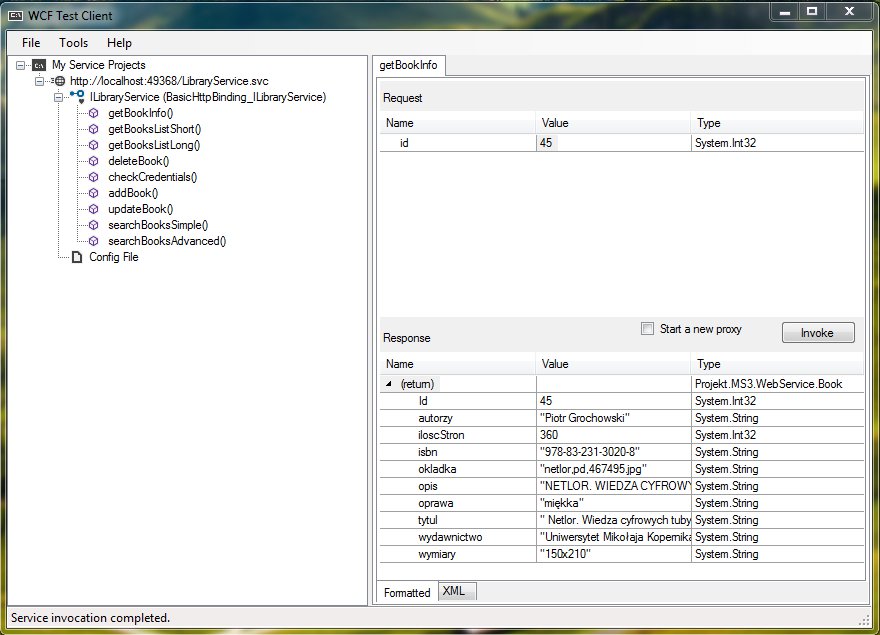 WCF Test Client
File Tools Help
My Service Projects
http://localhost:49368/LibraryService.svc
ILibraryService (BasicHttpBinding_ILibraryService)
getBookInfo()
getBooksListShort()
getBooksListLong()
deleteBook()
checkCredentials()
addBook()
updateBook()
searchBooksSimple()
searchBooksAdvanced()
Config File
getBookInfo
Request
Name Value Type
id 45 System.Int32
Start a new proxy Invoke
Response
Name Value Type
(return) Projekt.MS3.WebService.Book
Id 45 System.Int32
autorzy "Piotr Grochowski" System.String
iloscStron 360 System.Int32
isbn "978-83-231-3020-8" System.String
okladka "netlor,pd,467495.jpg" System.String
opis "NETLOR. WIEDZA CYFROWY System.String
oprawa "miękka" System.String
tytul " Netlor. Wiedza cyfrowych tuby System.String
wydawnictwo "Uniwersytet Mikołaja Kopernika System.String
wymiary "150x210" System.String
Formatted XML
Service invocation completed.